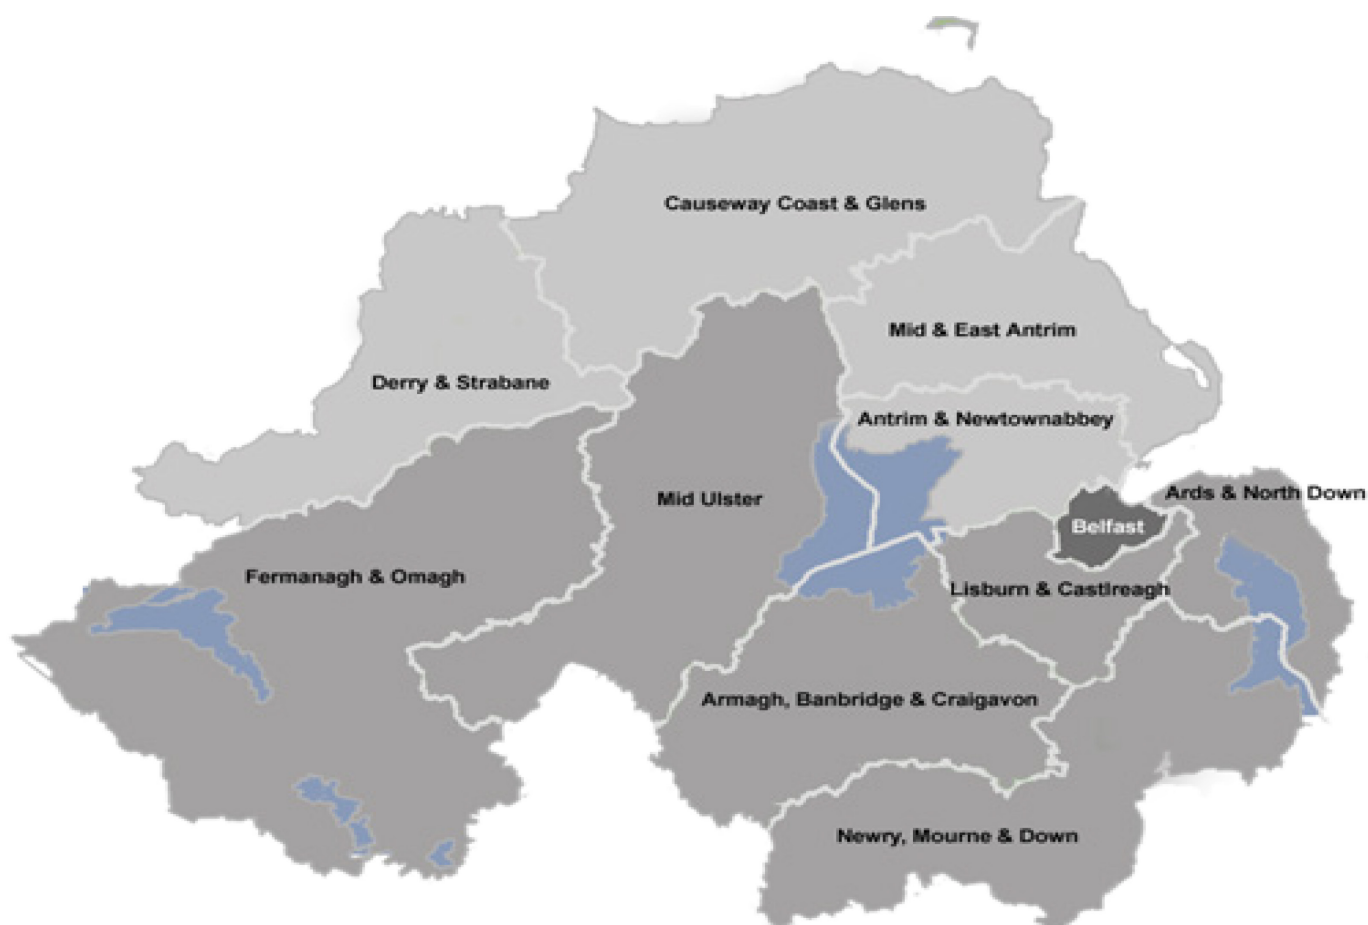 Causeway Coast & Glens
Mid & East Antrim
Derry & Strabane
Antrim & Newtownabbey
Mid Ulster
Ards & North Down
Belfast
Fermanagh & Omagh
Lisburn & Castlreagh
Armagh, Banbridge & Craigavon
Newry, Mourne & Down